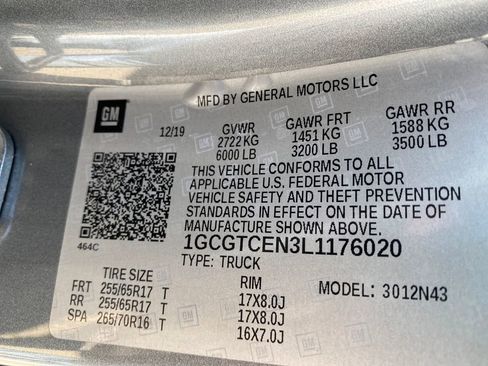 MFD BY GENERAL MOTORS LLC
GM
12/19 GVWR GAWR FRT GAWR RR
2722 KG 1451 KG 1588 KG
6000 LB 3200 LB 3500 LB
THIS VEHICLE CONFORMS TO ALL
APPLICABLE U.S. FEDERAL MOTOR
VEHICLE SAFETY AND THEFT PREVENTION
STANDARDS IN EFFECT ON THE DATE OF
MANUFACTURE SHOWN ABOVE.
464C
1GCGTCEN3L1176020
TYPE: TRUCK
TIRE SIZE RIM MODEL: 3012N43
FRT 255/65R17 T 17X8.0J
RR 255/65R17 T 17X8.0J
SPA 265/70R16 T 16X7.0J